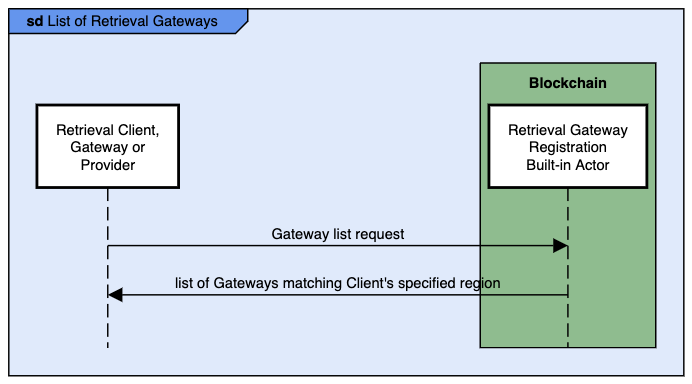 sd List of Retrieval Gateways
Blockchain
Retrieval Client,
Gateway or
Provider
Retrieval Gateway
Registration
Built-in Actor
Gateway list request
list of Gateways matching Client's specified region